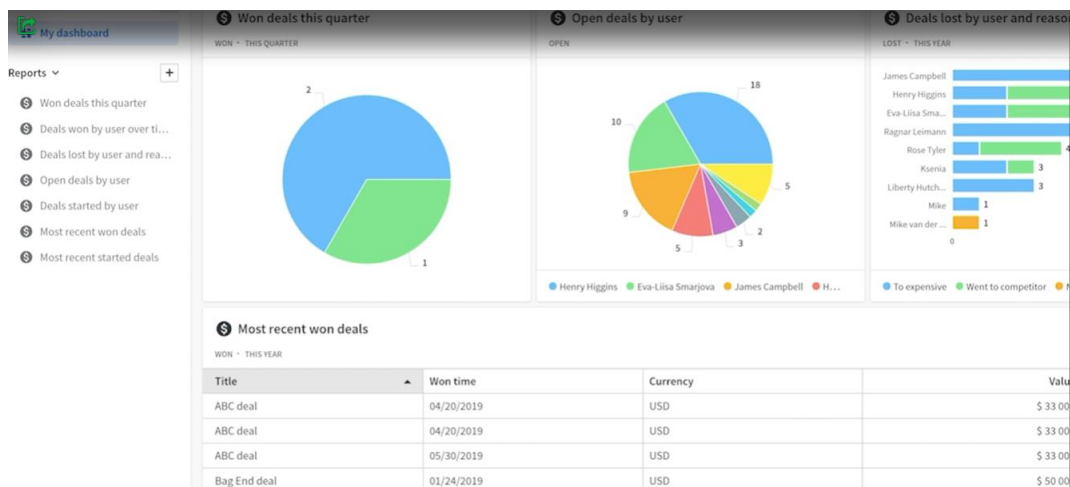 My dashboard
Reports
+
Won deals this quarter
Deals won by user over ti...
Deals lost by user and rea...
Open deals by user
Deals started by user
Most recent won deals
Most recent started deals
Won deals this quarter
WON • THIS QUARTER
2
1
Open deals by user
OPEN
18
10
9
5
3
2
5
Henry Higgins Eva-Liisa Smarjova James Campbell H...
Deals lost by user and reaso
LOST • THIS YEAR
James Campbell
Henry Higgins
Eva-Liisa Sma...
Ragnar Leimann
Rose Tyler 4
Ksenia 3
Liberty Hutch... 3
Mike 1
Mike van der ... 1
0
To expensive Went to competitor
Most recent won deals
WON • THIS YEAR
Title Won time Currency Valu
ABC deal 04/20/2019 USD $ 33 00
ABC deal 04/20/2019 USD $ 33 00
ABC deal 05/30/2019 USD $ 33 00
Bag End deal 01/24/2019 USD $ 50 00